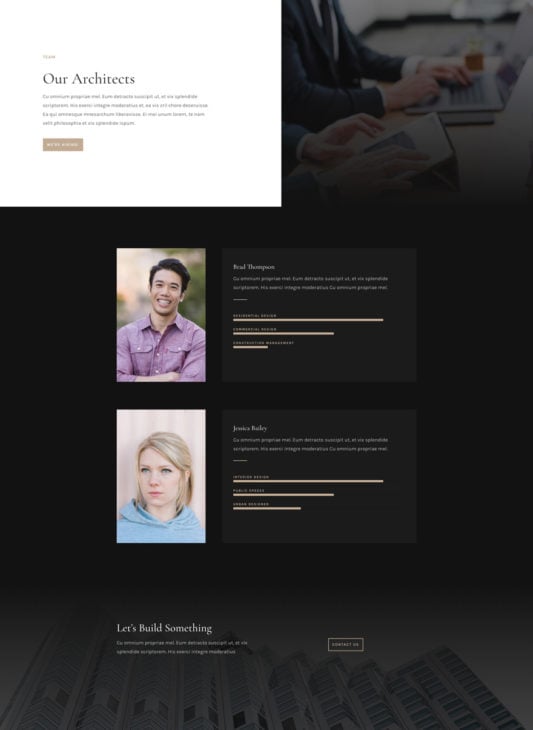 TEAM
Our Architects
Cu omnium propriae mel. Eum detracto suscipit ut, et vix splendide
scriptorem. His exerci integre moderatius et, ea vis zril choro deseruisse.
Ea qui omnesque mnesarchum liberavisse. Ei mei unum lorem, te nam
velit philosophia et vis splendide ispum.
WE'RE HIRING
Brad Thompson
Cu omnium propriae mel. Eum detracto suscipit ut, et vix splendide
scriptorem. His exerci integre moderatius Cu omnium propriae mel.
RESIDENTIAL DESIGN
COMMERCIAL DESIGN
CONSTRUCTION MANAGEMENT
Jessica Bailey
Cu omnium propriae mel. Eum detracto suscipit ut, et vix splendide
scriptorem. His exerci integre moderatius Cu omnium propriae mel.
INTERIOR DESIGN
PUBLIC SPACES
URBAN DESIGNER
Let's Build Something
Cu omnium propriae mel. Eum detracto suscipit ut, et vix
splendide scriptorem. His exerci integre moderatius
CONTACT US